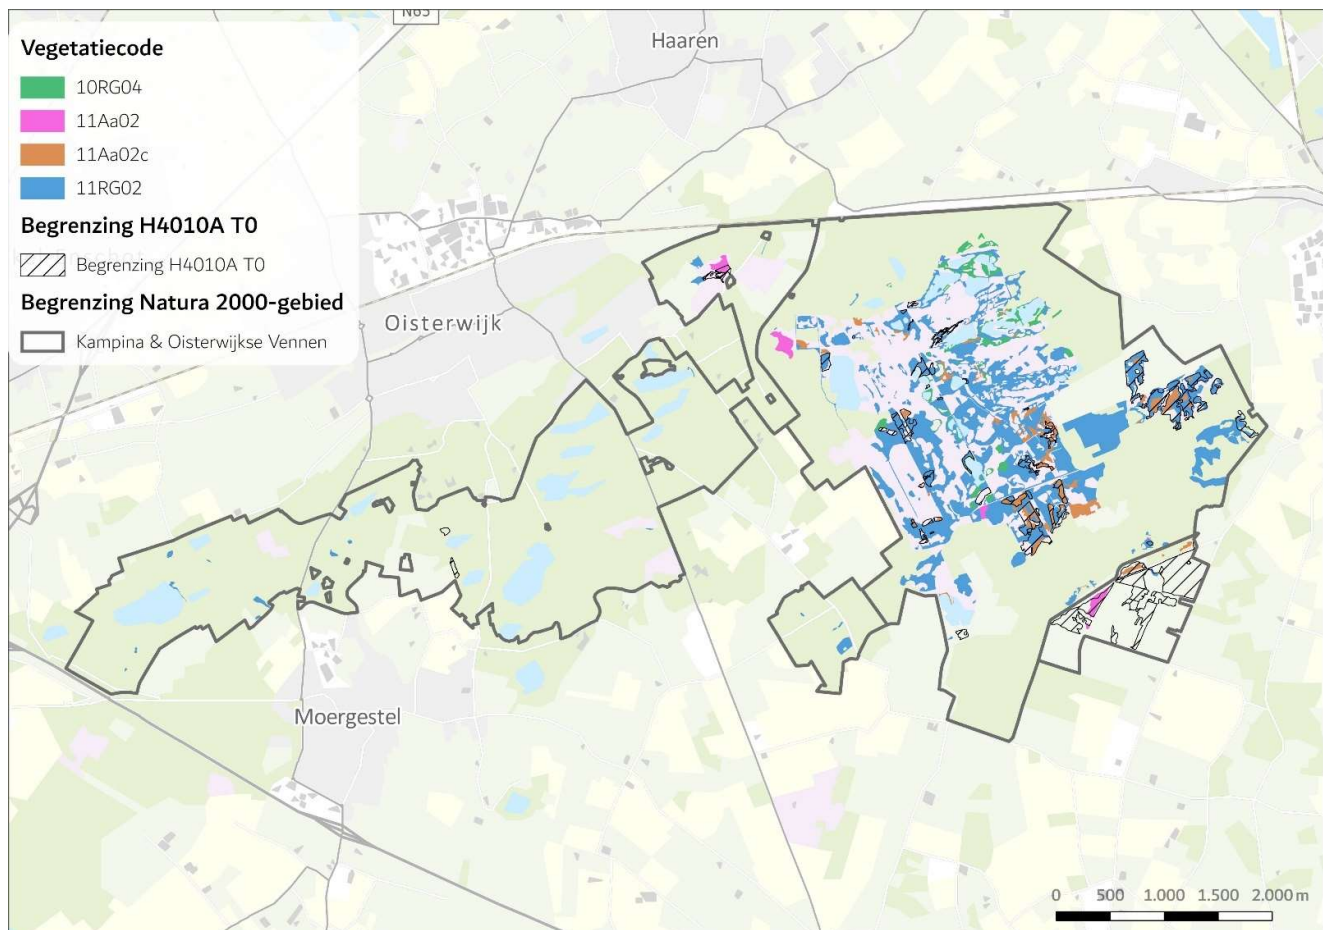 N65
Haaren
Vegetatiecode
10RG04
11Aa02
11Aa02c
11RG02
Begrenzing H4010A T0
Begrenzing H4010A T0
Begrenzing Natura 2000-gebied
Kampina & Oisterwijkse Vennen
Oisterwijk
Moergestel
0 500 1.000 1.500 2.000 m